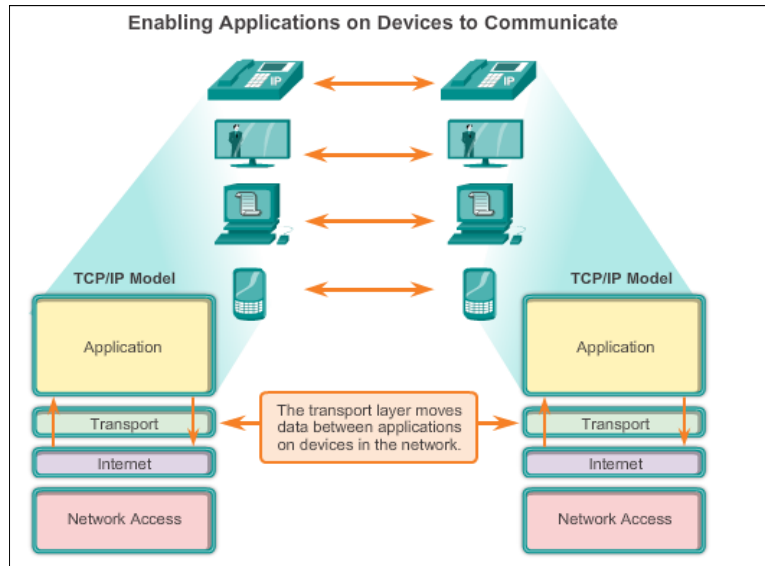 Enabling Applications on Devices to Communicate
IP
IP
TCP/IP Model
TCP/IP Model
Application
Application
The transport layer moves
data between applications
on devices in the network.
Transport
Transport
Internet
Internet
Network Access
Network Access